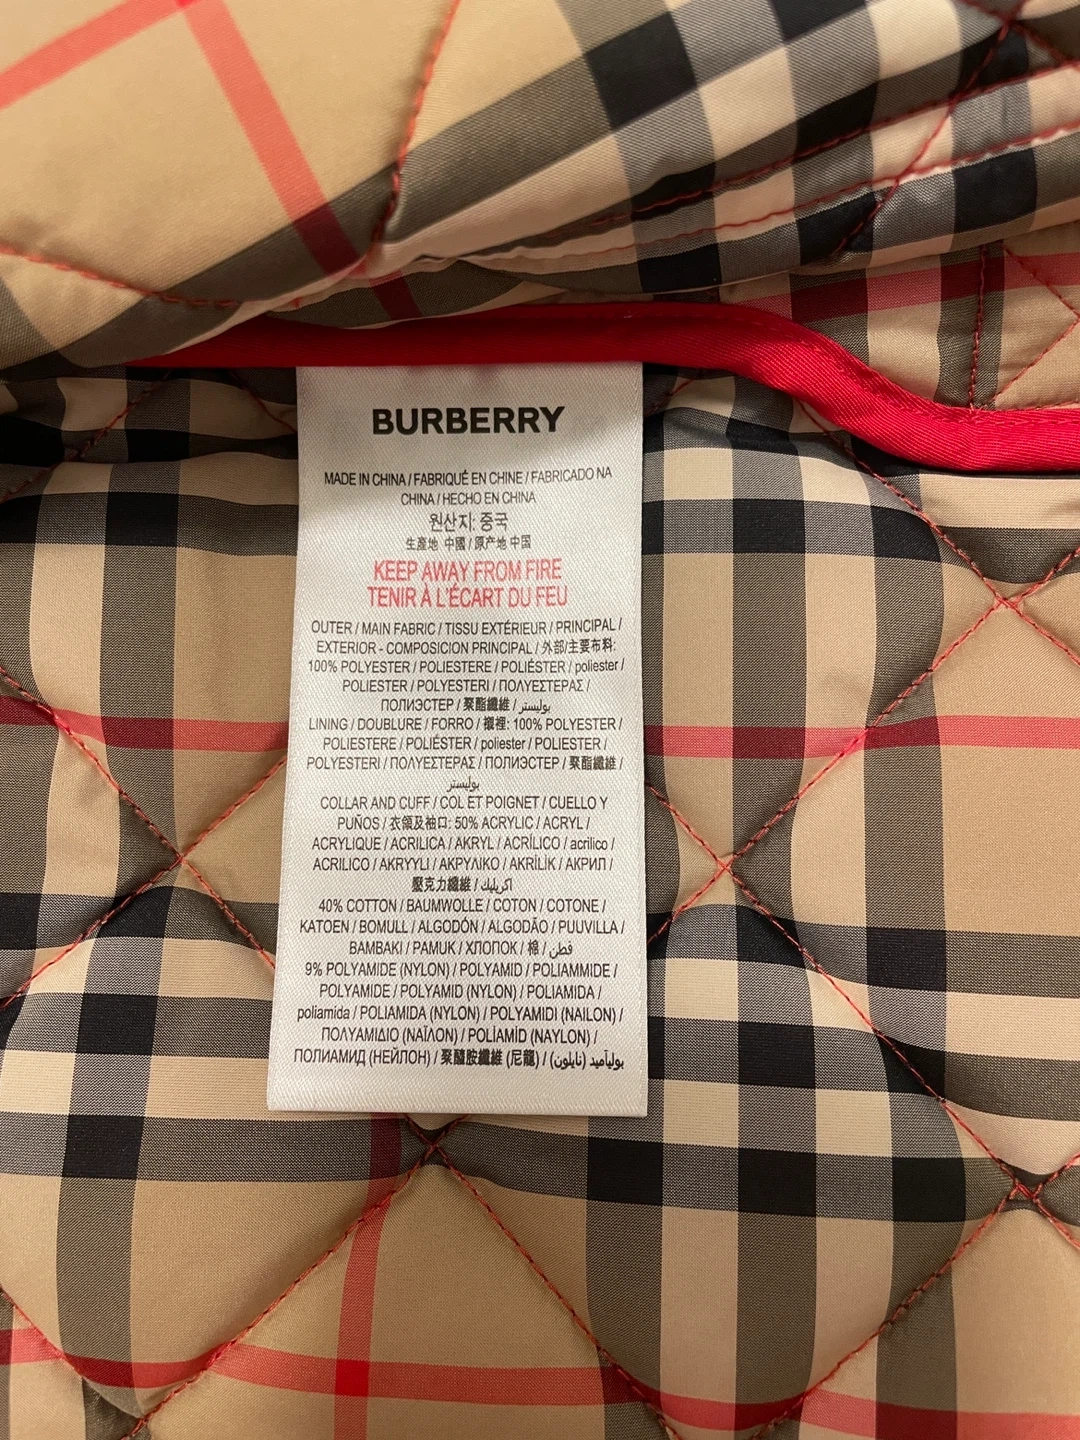 BURBERRY
MADE IN CHINA / FABRIQUÉ EN CHINE / FABRICADO NA
CHINA / HECHO EN CHINA
원산지: 중국
生產地 中國 / 原产地 中国
KEEP AWAY FROM FIRE
TENIR À L'ÉCART DU FEU
OUTER / MAIN FABRIC / TISSU EXTÉRIEUR / PRINCIPAL /
EXTERIOR - COMPOSICION PRINCIPAL / 外部/主要布料:
100% POLYESTER / POLIESTERE / POLIÉSTER / poliester /
POLIESTER / POLYESTERI / ΠΟΛΥΕΣΤΕΡΑΣ /
ПОЛИЭСТЕР / 聚酯纖維 / بوليستر /
LINING / DOUBLURE / FORRO / 襯裡: 100% POLYESTER /
POLIESTERE / POLIÉSTER / poliester / POLIESTER /
POLYESTERI / ΠΟΛΥΕΣΤΕΡΑΣ / ПОЛИЭСТЕР / 聚酯纖維 /
بوليستر
COLLAR AND CUFF / COL ET POIGNET / CUELLO Y
PUÑOS / 衣領及袖口: 50% ACRYLIC / ACRYL /
ACRYLIQUE / ACRILICA / AKRYL / ACRÍLICO / acrilico /
ACRILICO / AKRYYLI / ΑΚΡΥΛΙΚΟ / AKRİLİK / АКРИЛ /
壓克力纖維 / اكريليك
40% COTTON / BAUMWOLLE / COTON / COTONE /
KATOEN / BOMULL / ALGODÓN / ALGODÃO / PUUVILLA /
ΒΑΜΒΑΚΙ / PAMUK / ХЛОПОК / 棉 / قطن
9% POLYAMIDE (NYLON) / POLYAMID / POLIAMMIDE /
POLYAMIDE / POLYAMID (NYLON) / POLIAMIDA /
poliamida / POLIAMIDA (NYLON) / POLYAMIDI (NAILON) /
ΠΟΛΥΑΜΙΔΙΟ (ΝΑΪΛΟΝ) / POLİAMİD (NAYLON) /
ПОЛИАМИД (НЕЙЛОН) / 聚醯胺纖維 (尼龍) / بوليآميد (نايلون)